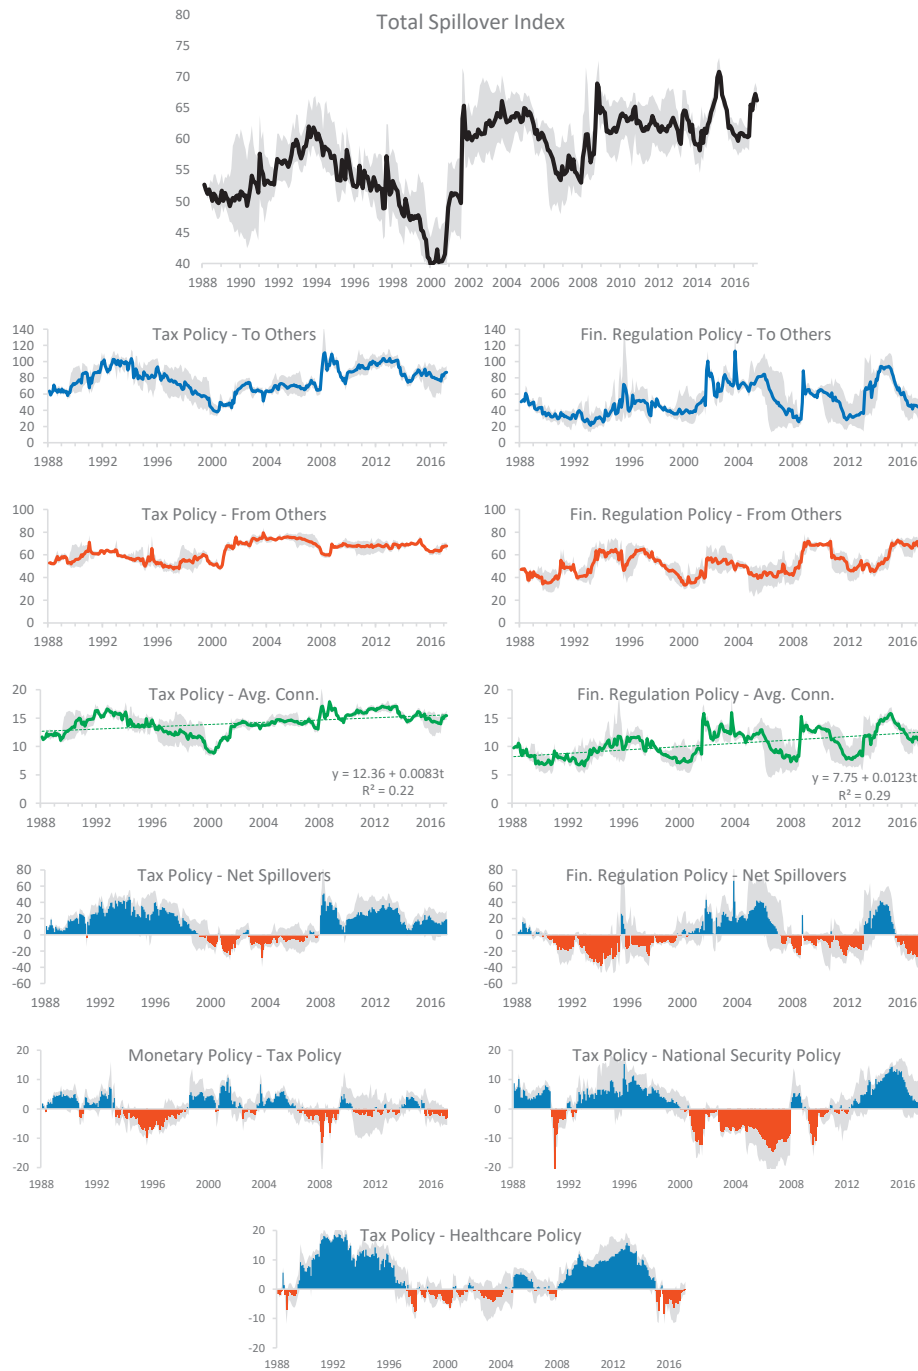 Total Spillover Index
80
75
70
65
60
55
50
45
40
1988 1990 1992 1994 1996 1998 2000 2002 2004 2006 2008 2010 2012 2014 2016
Tax Policy - To Others
140
120
100
80
60
40
20
0
1988 1992 1996 2000 2004 2008 2012 2016
Fin. Regulation Policy - To Others
140
120
100
80
60
40
20
0
1988 1992 1996 2000 2004 2008 2012 2016
Tax Policy - From Others
100
80
60
40
20
0
1988 1992 1996 2000 2004 2008 2012 2016
Fin. Regulation Policy - From Others
100
80
60
40
20
0
1988 1992 1996 2000 2004 2008 2012 2016
Tax Policy - Avg. Conn.
20
15
10
5
0
y = 12.36 + 0.0083t
R² = 0.22
1988 1992 1996 2000 2004 2008 2012 2016
Fin. Regulation Policy - Avg. Conn.
20
15
10
5
0
y = 7.75 + 0.0123t
R² = 0.29
1988 1992 1996 2000 2004 2008 2012 2016
Tax Policy - Net Spillovers
80
60
40
20
0
-20
-40
-60
1988 1992 1996 2000 2004 2008 2012 2016
Fin. Regulation Policy - Net Spillovers
80
60
40
20
0
-20
-40
-60
1988 1992 1996 2000 2004 2008 2012 2016
Monetary Policy - Tax Policy
20
10
0
-10
-20
1988 1992 1996 2000 2004 2008 2012 2016
Tax Policy - National Security Policy
20
10
0
-10
-20
1988 1992 1996 2000 2004 2008 2012 2016
Tax Policy - Healthcare Policy
20
10
0
-10
-20
1988 1992 1996 2000 2004 2008 2012 2016